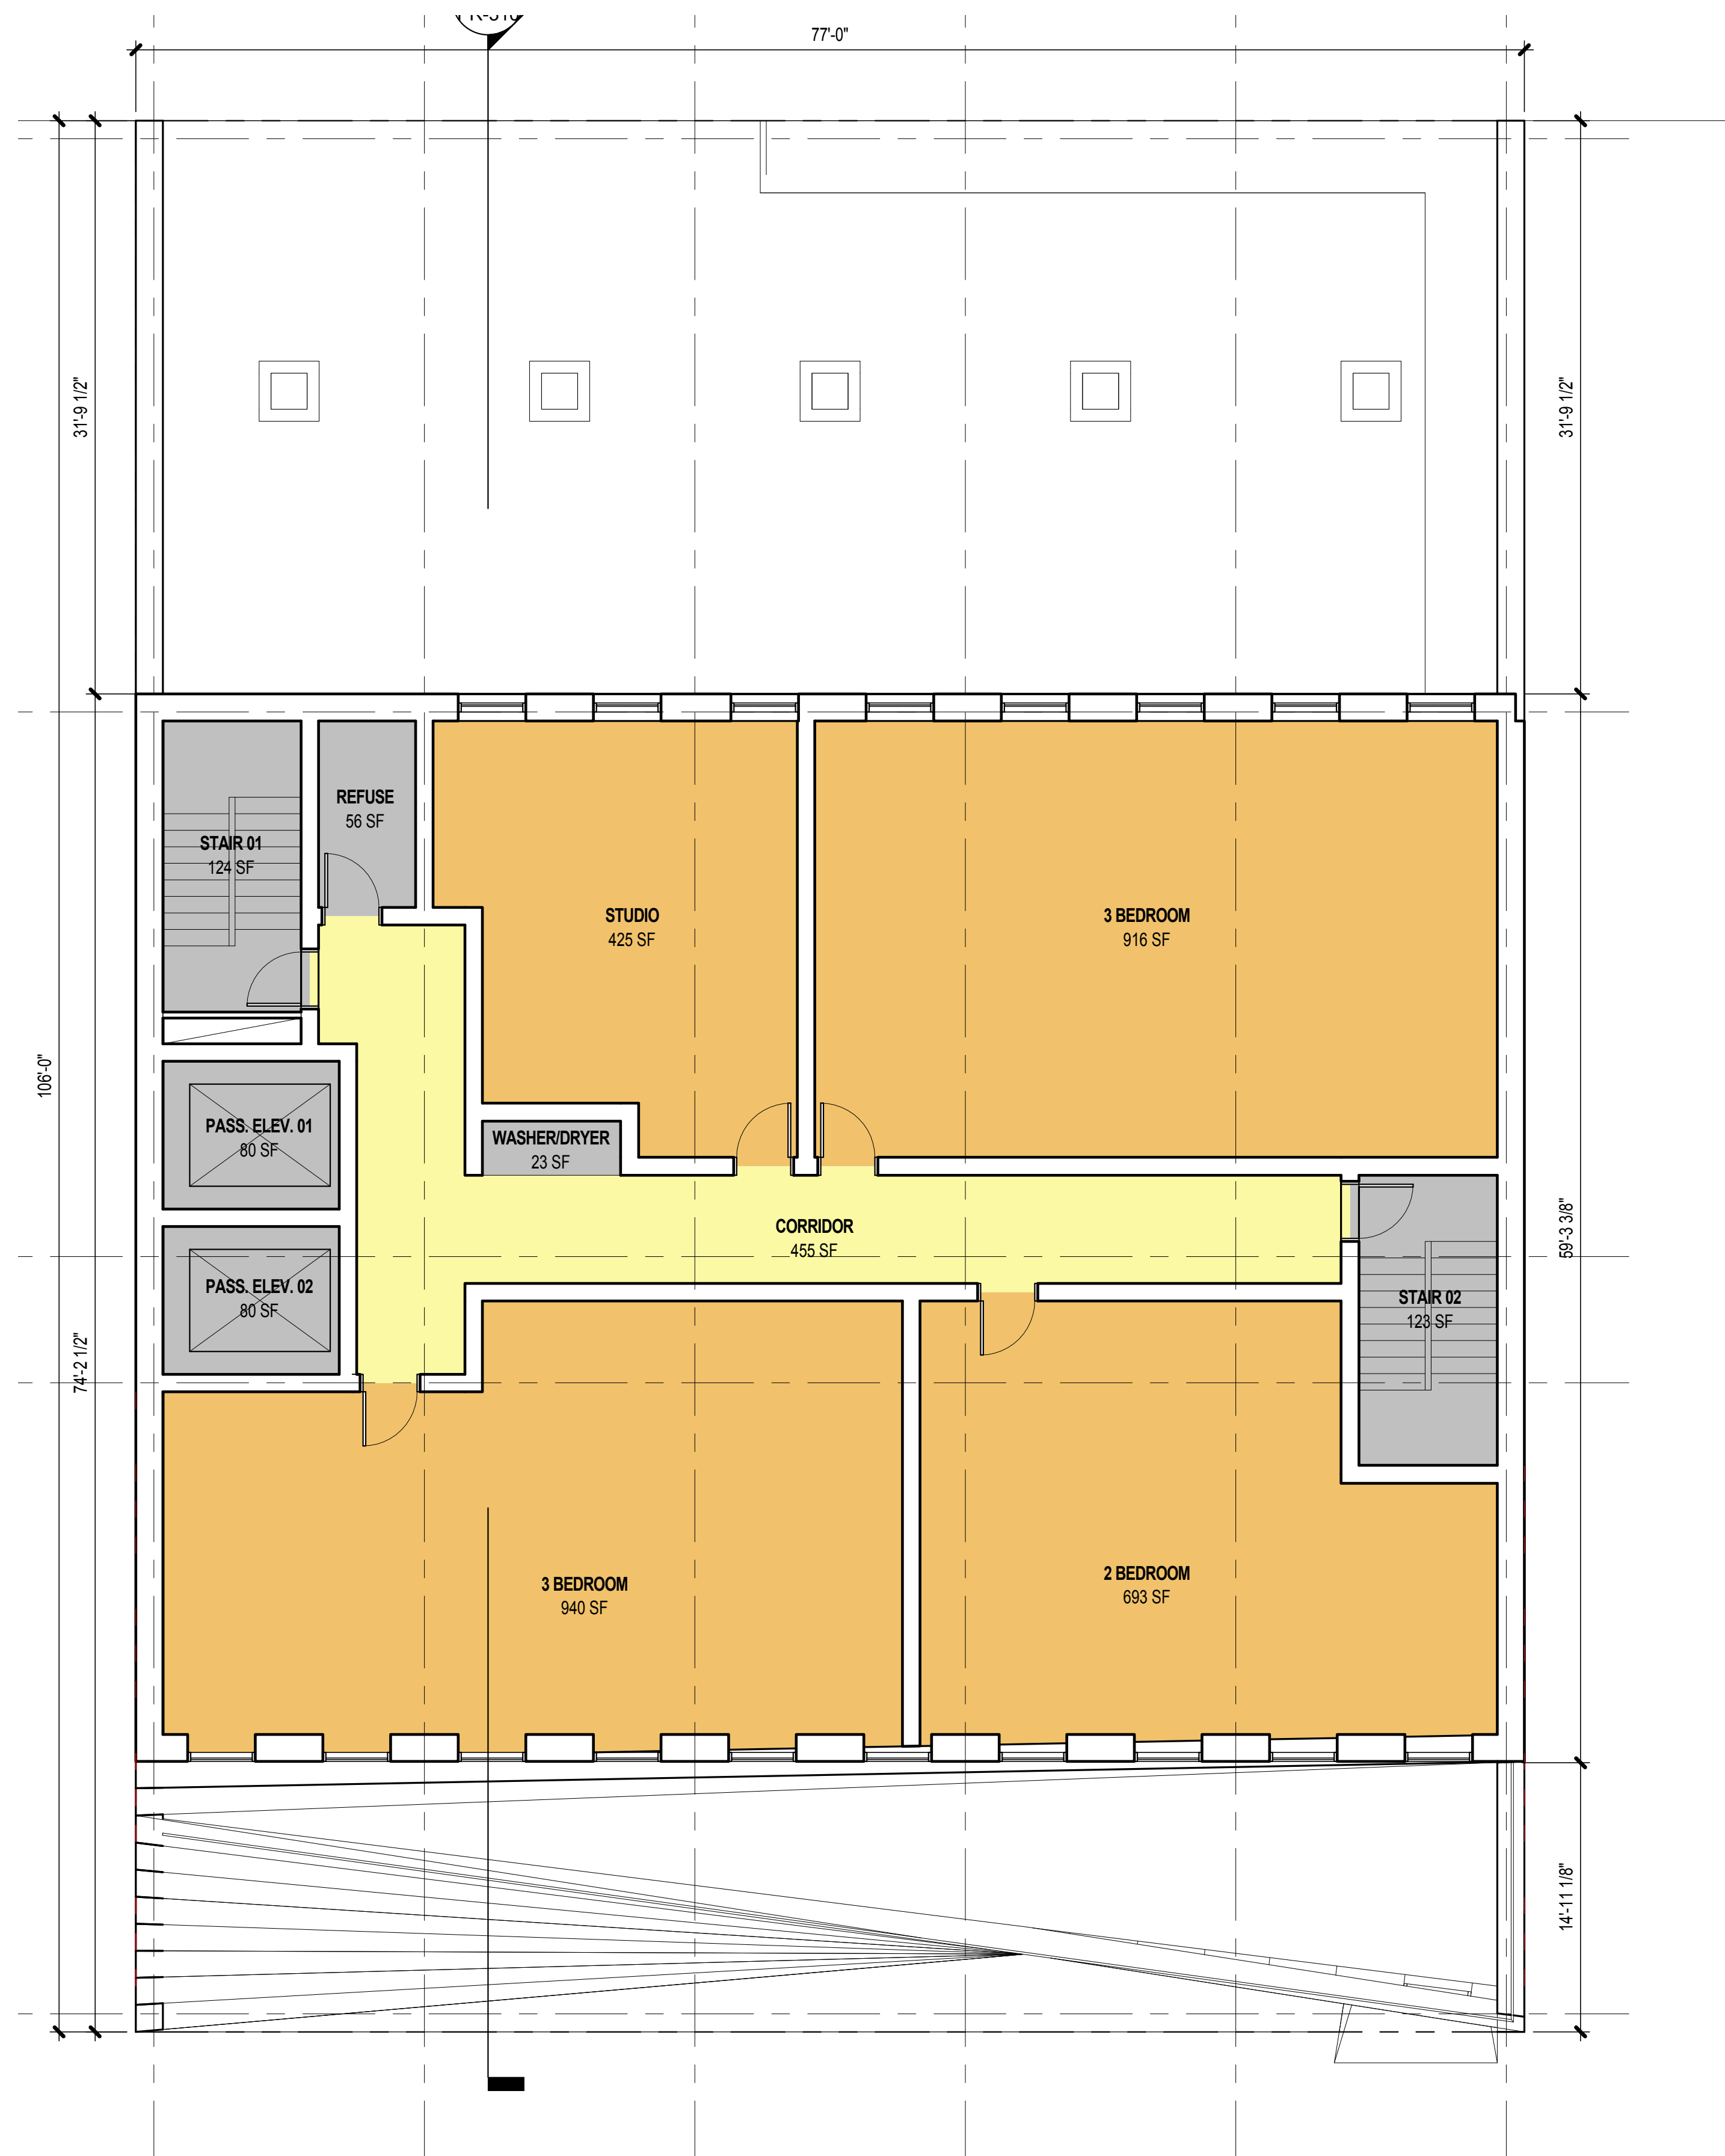 77'-0"
31'-9 1/2"
31'-9 1/2"
REFUSE
56 SF
STAIR 01
124 SF
STUDIO
425 SF
3 BEDROOM
916 SF
106'-0"
PASS. ELEV. 01
80 SF
WASHER/DRYER
23 SF
CORRIDOR
455 SF
59'-3 3/8"
PASS. ELEV. 02
80 SF
STAIR 02
123 SF
74'-2 1/2"
3 BEDROOM
940 SF
2 BEDROOM
693 SF
14'-11 1/8"